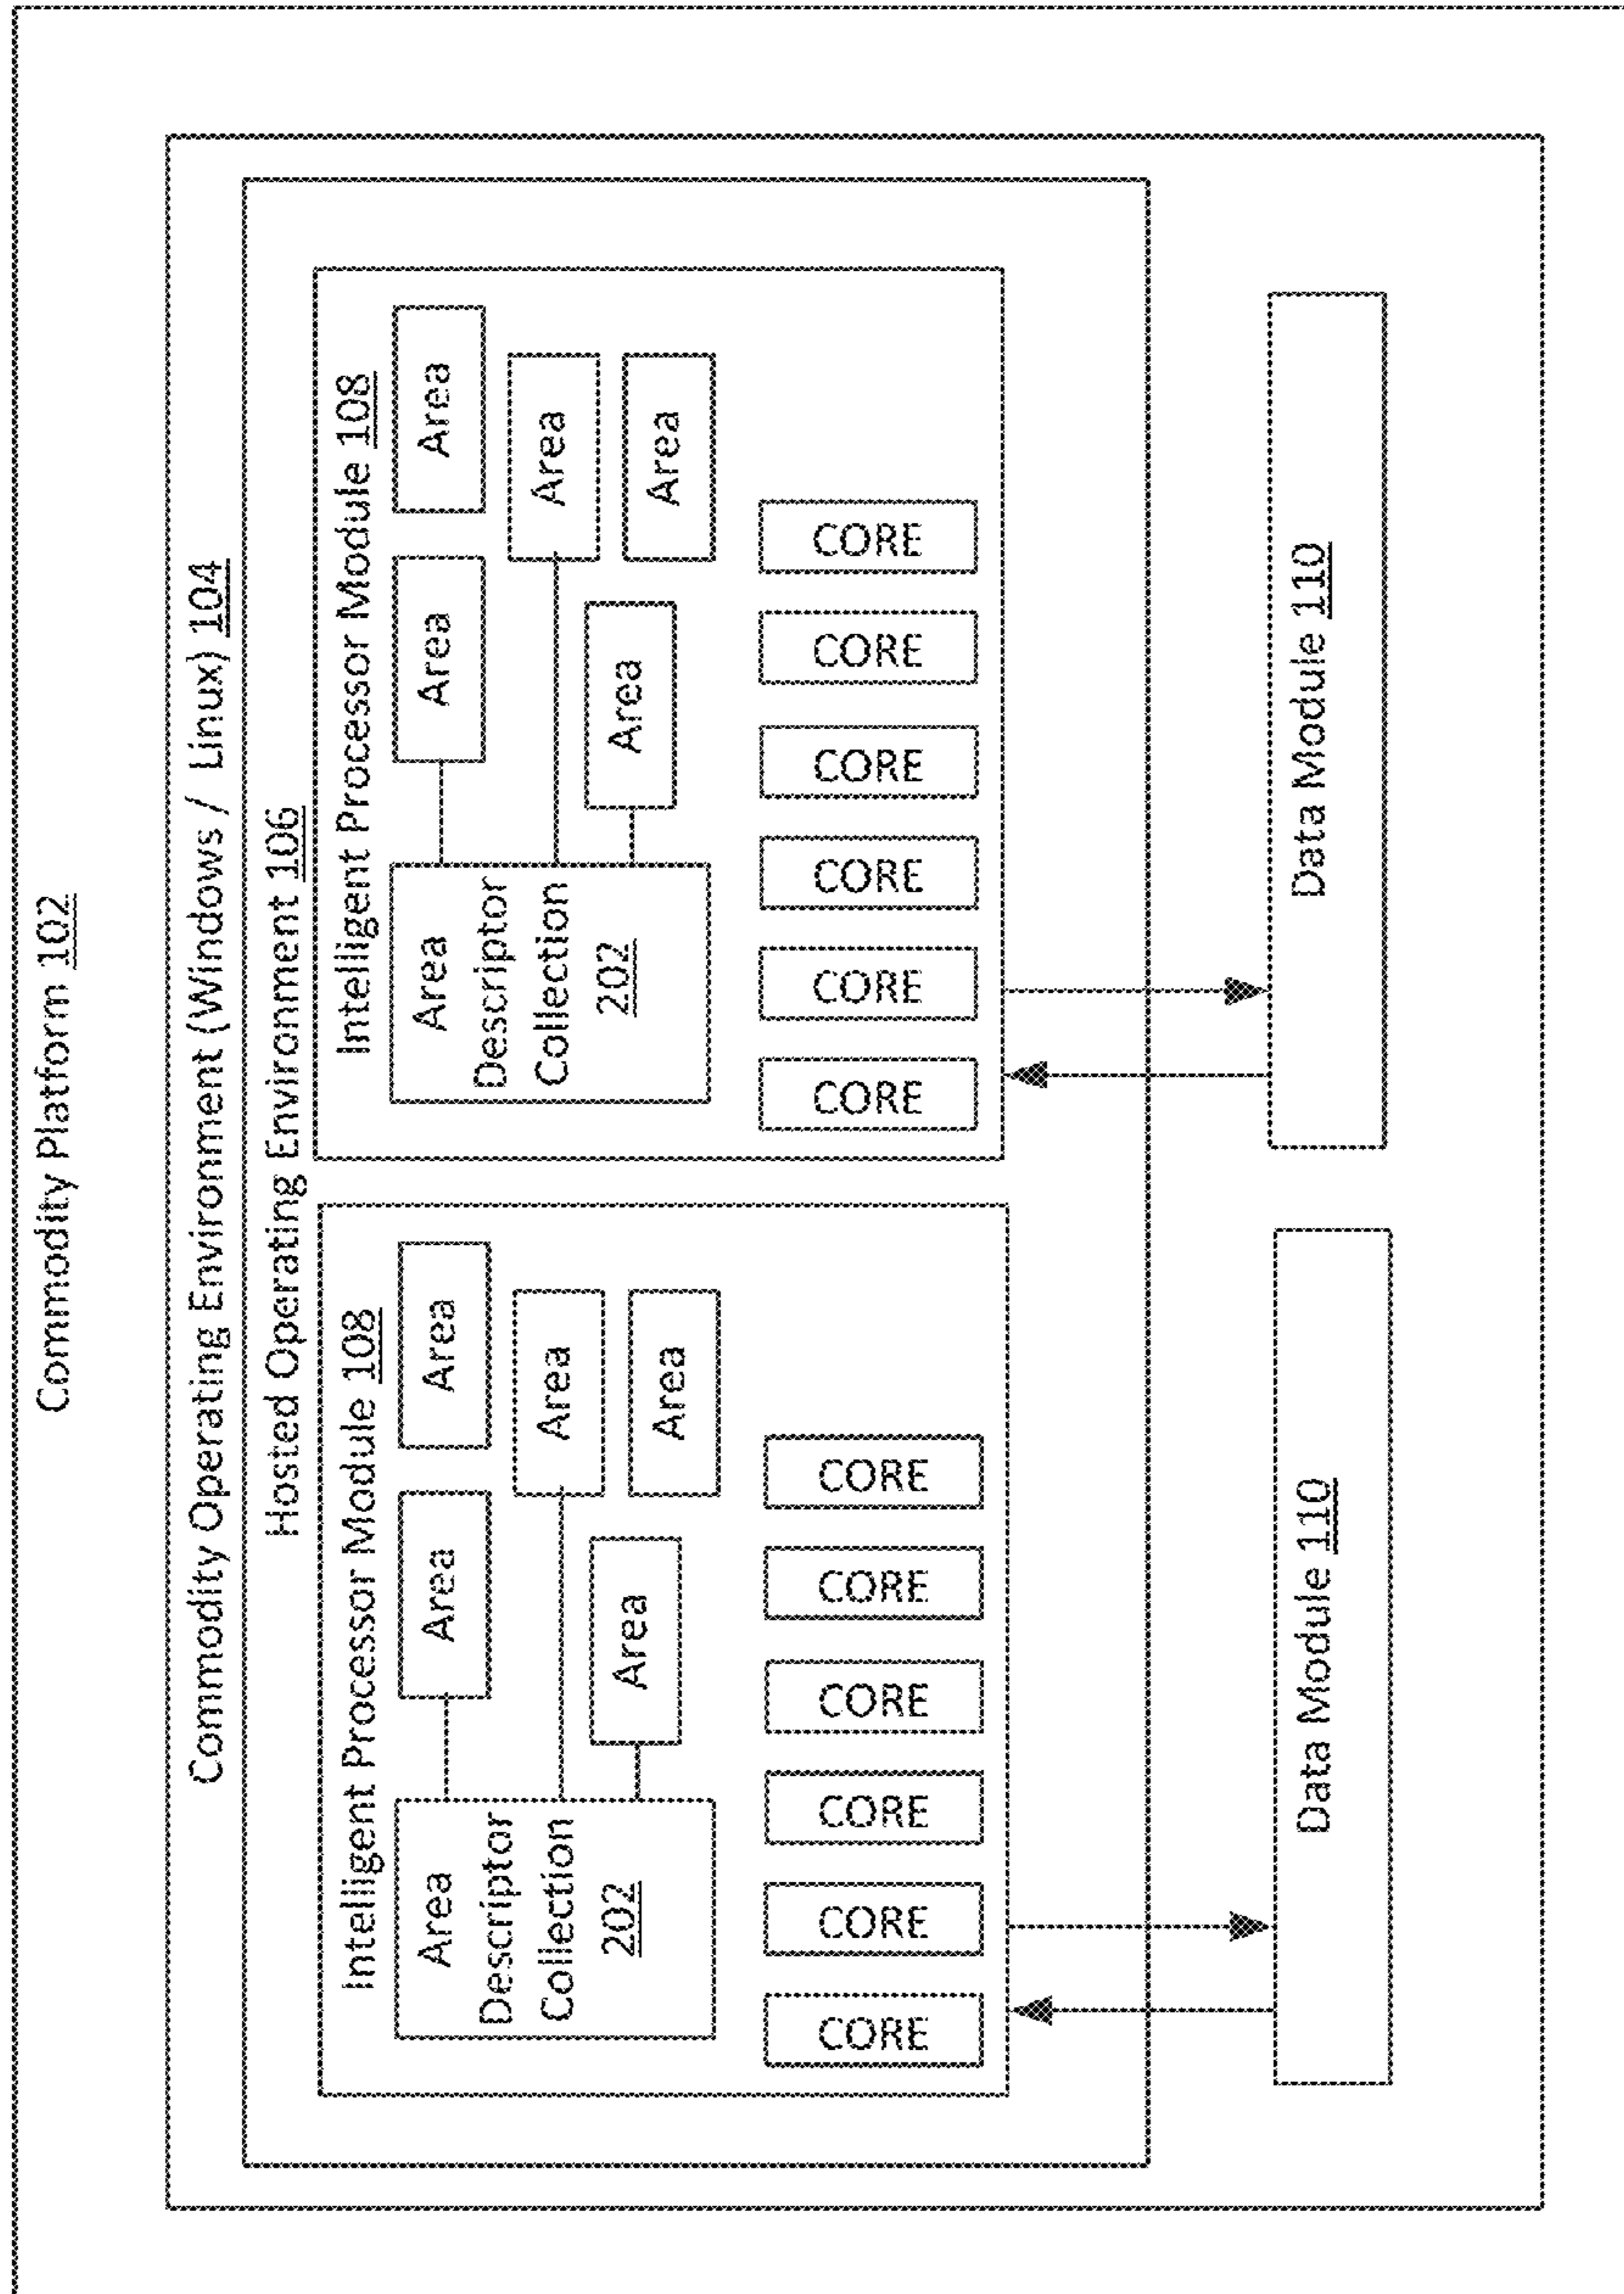 Commodity Platform 102
Commodity Operating Environment (Windows / Linux) 104
Hosted Operating Environment 106
Intelligent Processor Module 108
Area
Descriptor
Collection
202
Area
Area
Area
Area
Area
CORE
CORE
CORE
CORE
CORE
CORE
Intelligent Processor Module 108
Area
Descriptor
Collection
202
Area
Area
Area
Area
Area
CORE
CORE
CORE
CORE
CORE
CORE
Data Module 110
Data Module 110